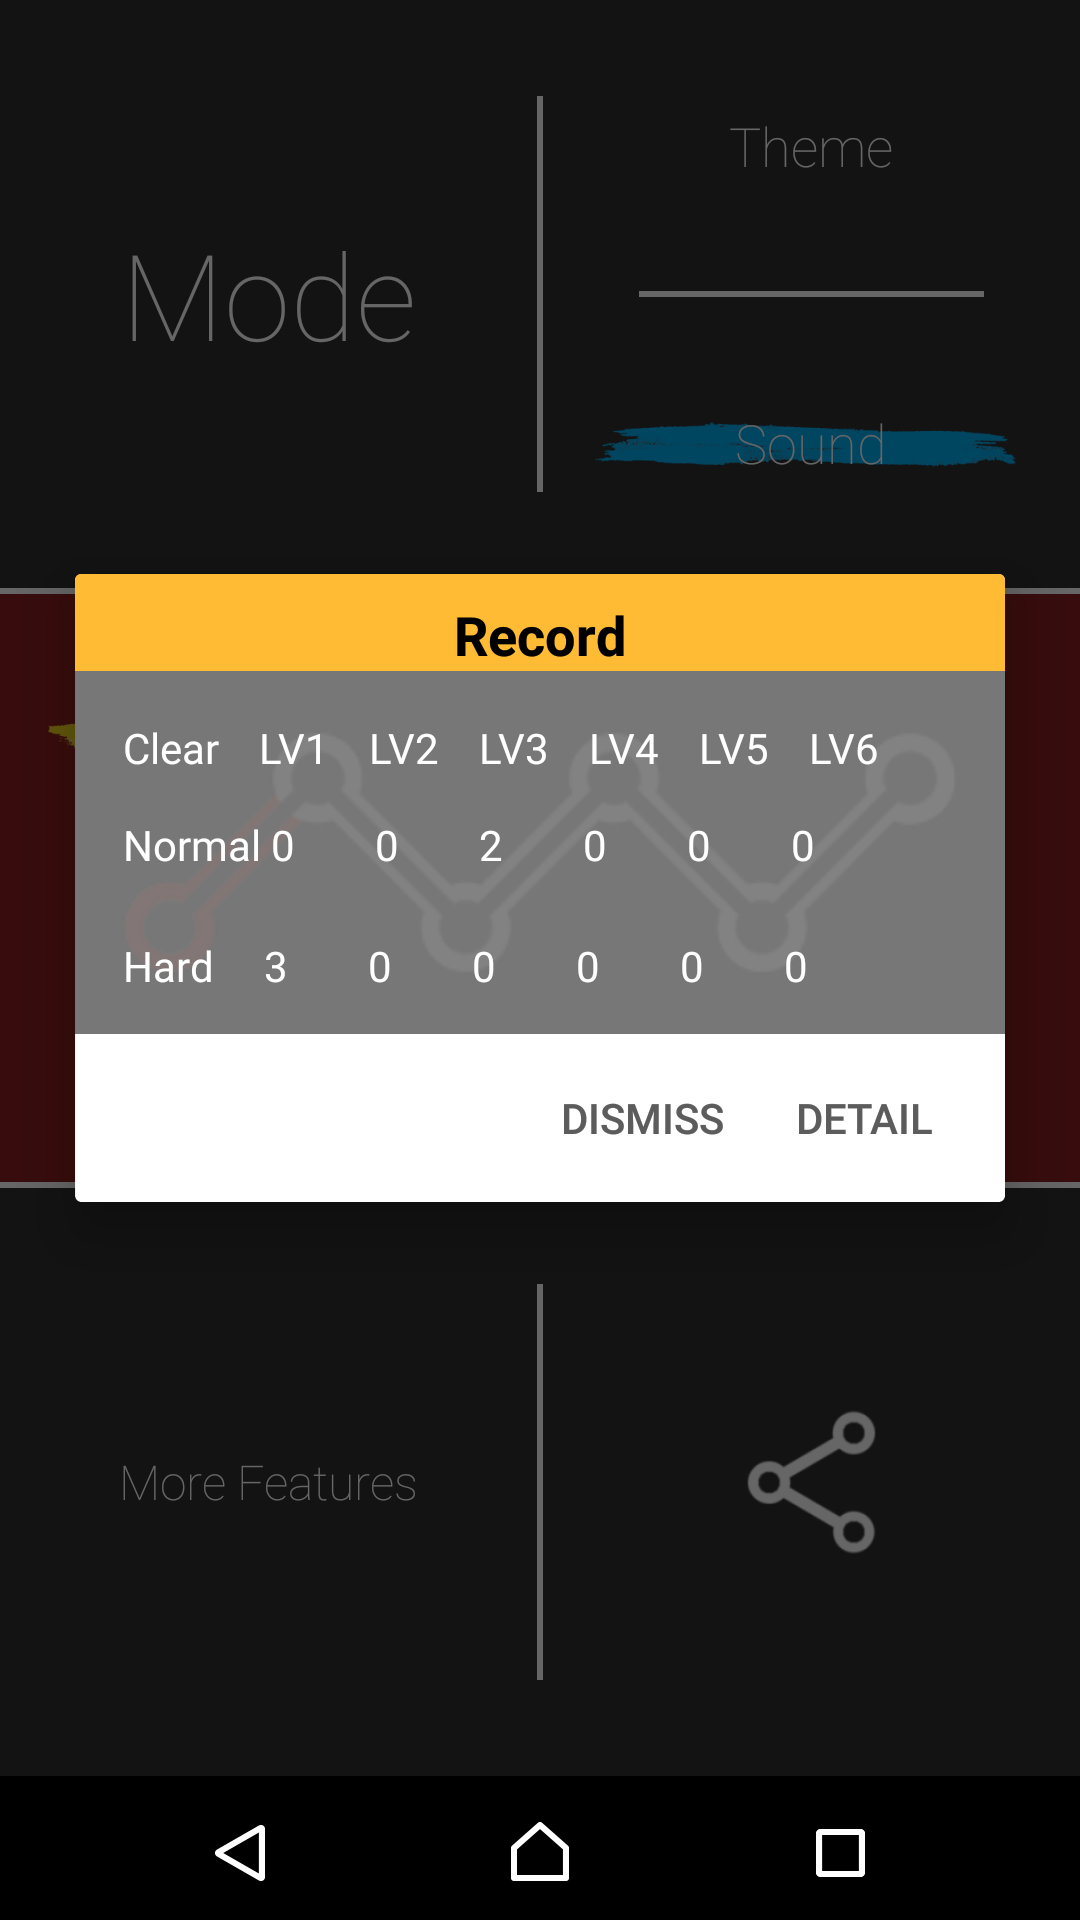 Theme
Mode
Sound
Record
Clear LV1 LV2 LV3 LV4 LV5 LV6
Normal 0 0 2 0 0 0
Hard 3 0 0 0 0 0
DISMISS DETAIL
More Features